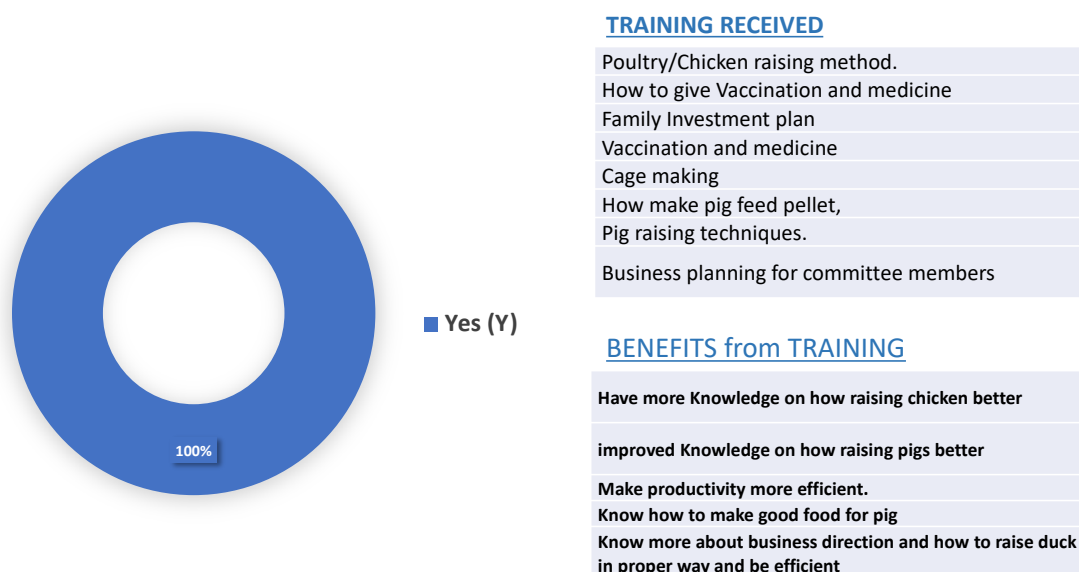 TRAINING RECEIVED
Poultry/Chicken raising method.
How to give Vaccination and medicine
Family Investment plan
Vaccination and medicine
Cage making
How make pig feed pellet,
Pig raising techniques.
Business planning for committee members
Yes (Y)
100%
BENEFITS from TRAINING
Have more Knowledge on how raising chicken better
improved Knowledge on how raising pigs better
Make productivity more efficient.
Know how to make good food for pig
Know more about business direction and how to raise duck
in proper way and be efficient